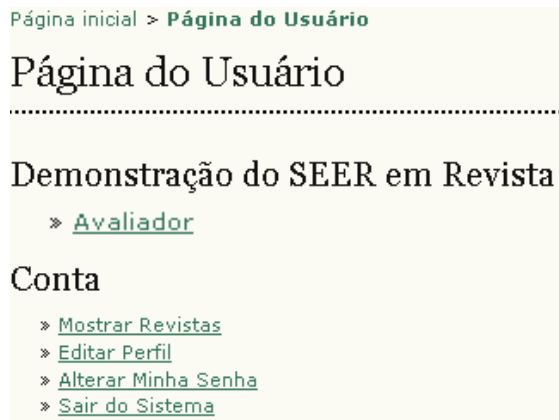 Página inicial > Página do Usuário
Página do Usuário
Demonstração do SEER em Revista
» Avaliador
Conta
» Mostrar Revistas
» Editar Perfil
» Alterar Minha Senha
» Sair do Sistema